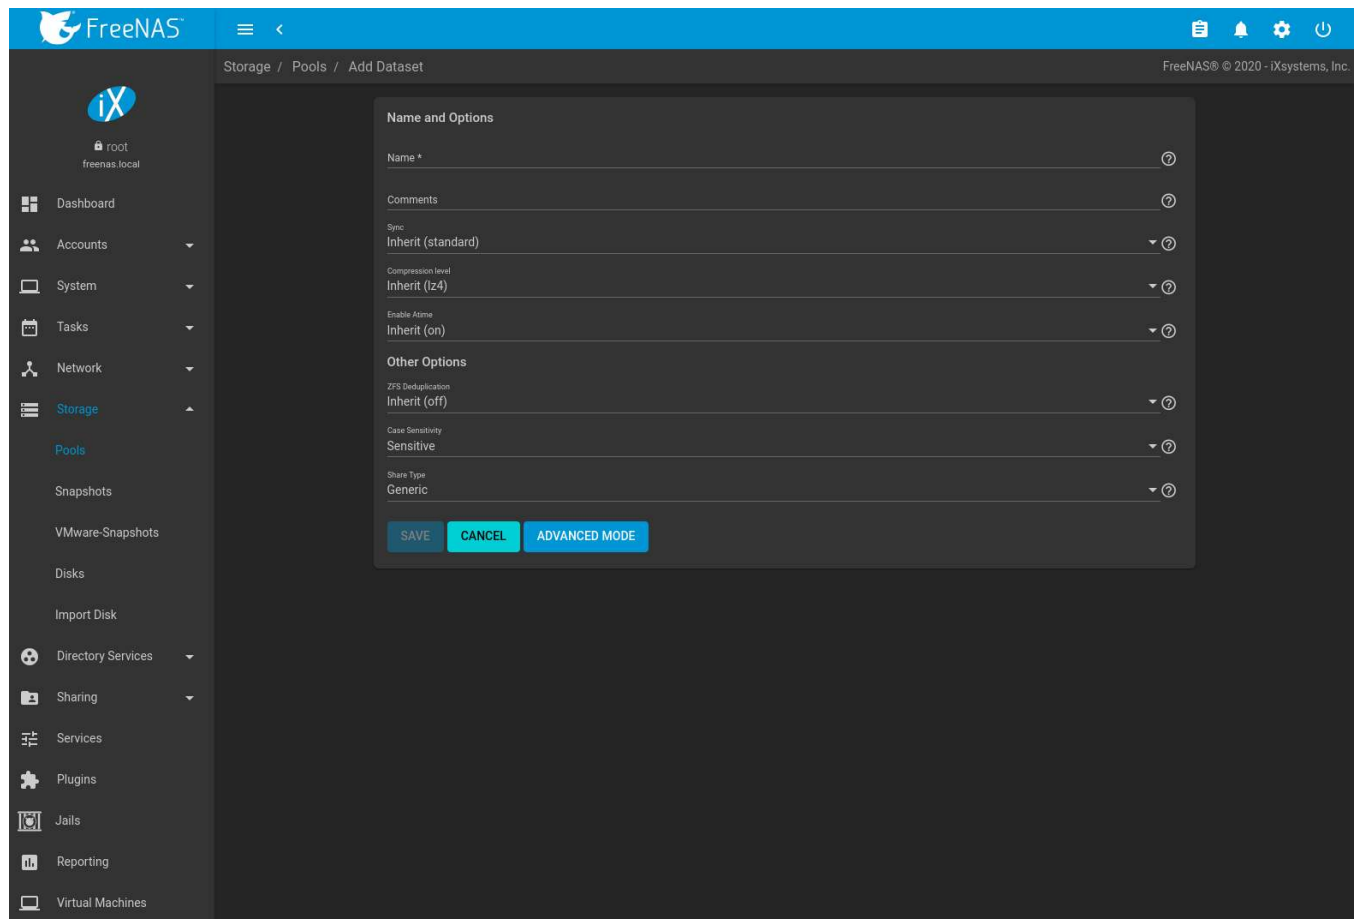 FreeNAS™
Storage / Pools / Add Dataset
FreeNAS® © 2020 - iXsystems, Inc.
iX
root
freenas.local
Dashboard
Accounts
System
Tasks
Network
Storage
Pools
Snapshots
VMware-Snapshots
Disks
Import Disk
Directory Services
Sharing
Services
Plugins
Jails
Reporting
Virtual Machines
Name and Options
Name *
Comments
Sync
Inherit (standard)
Compression level
Inherit (lz4)
Enable Atime
Inherit (on)
Other Options
ZFS Deduplication
Inherit (off)
Case Sensitivity
Sensitive
Share Type
Generic
SAVE CANCEL ADVANCED MODE